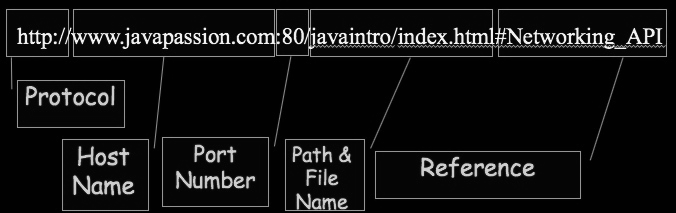 http://www.javapassion.com:80/javaintro/index.html#Networking_API
Protocol
Host
Name
Port
Number
Path &
File
Name
Reference